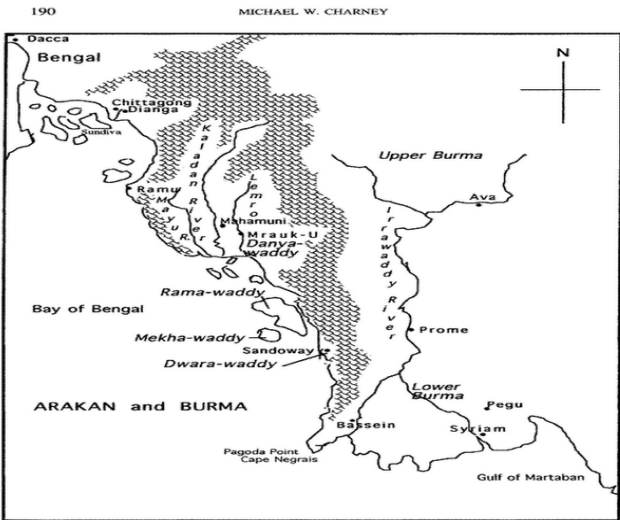 190
MICHAEL W. CHARNEY
Dacca
Bengal
N
Chittagong
Dianga
Sundiva
Kaladan River
Upper Burma
Ramu
Mayu R.
Lemro
Ava
Mahamuni
Mrauk-U
Danya-
waddy
Irrawaddy River
Rama-waddy
Bay of Bengal
Mekha-waddy
Prome
Sandoway
Dwara-waddy
Lower
Burma
ARAKAN and BURMA
Pegu
Bassein
Syriam
Pagoda Point
Cape Negrais
Gulf of Martaban